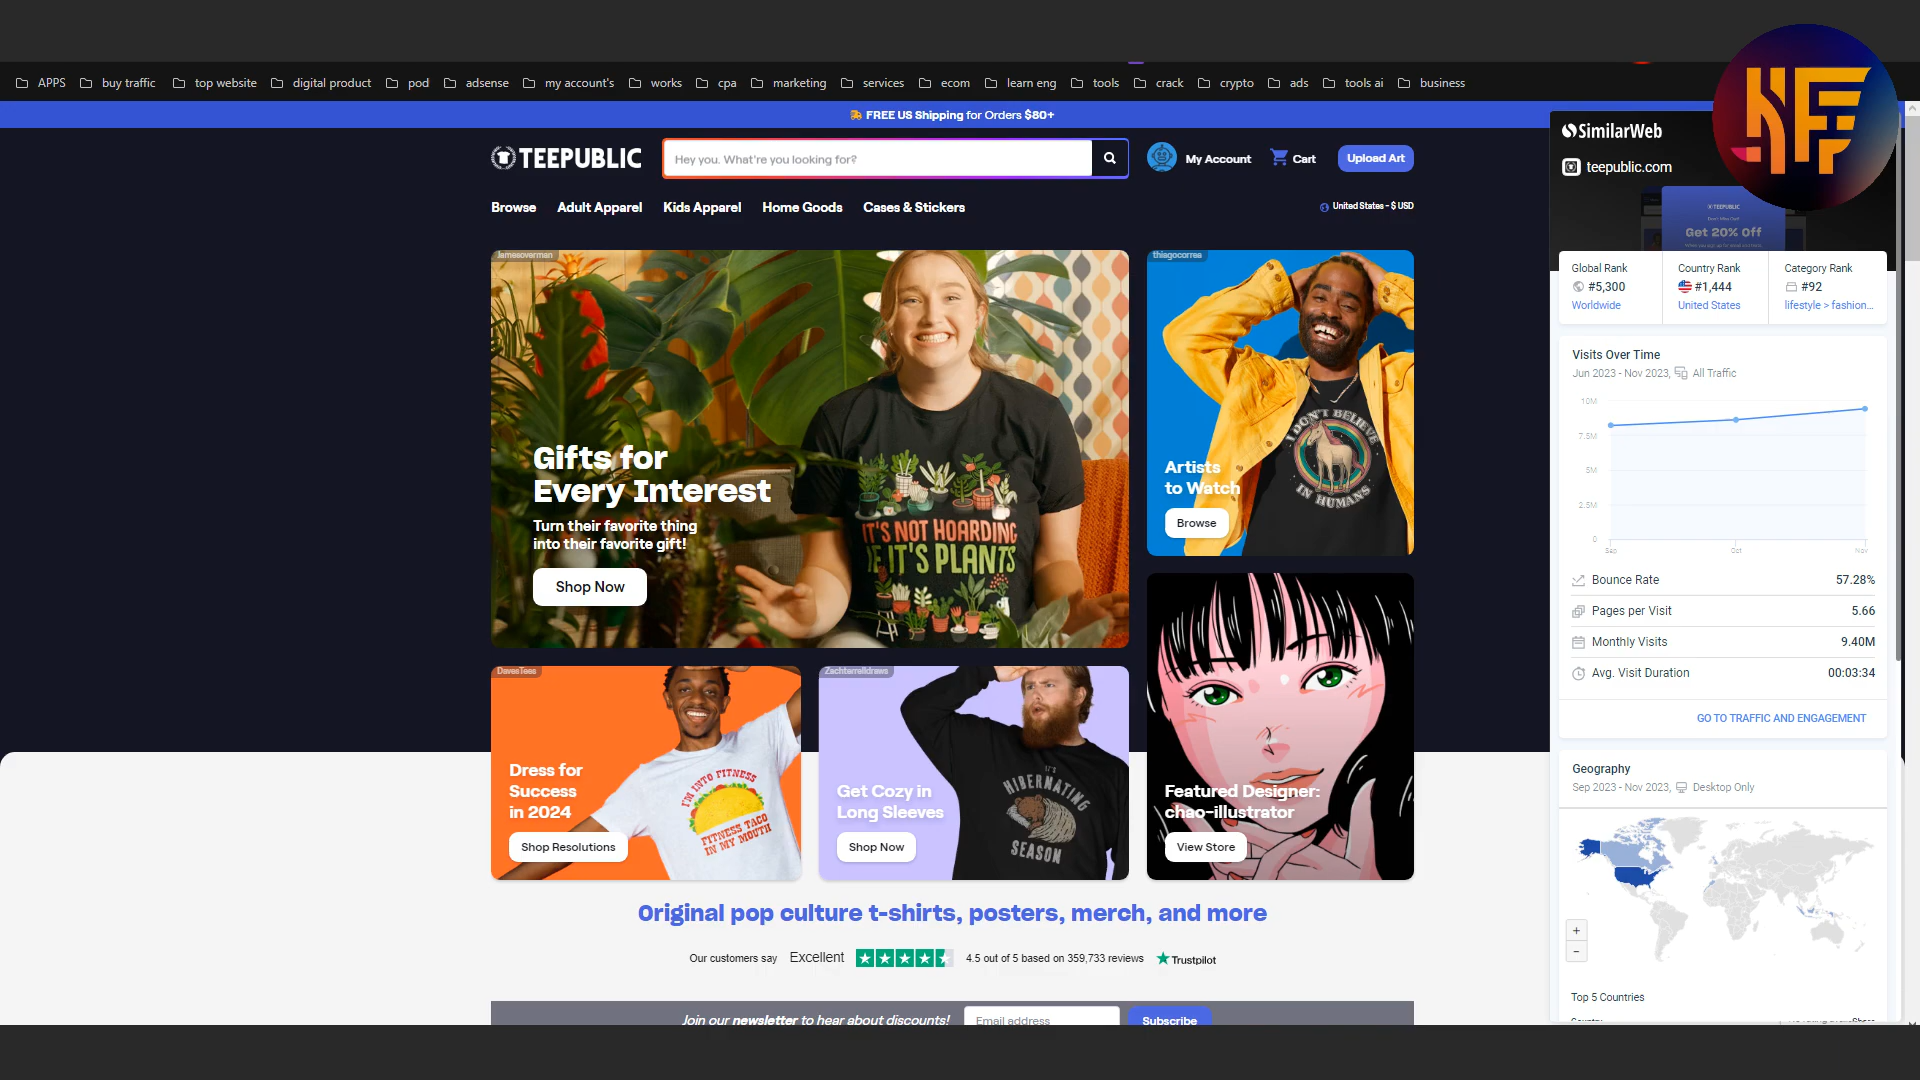 APPS buy traffic top website digital product pod adsense my account's works cpa marketing services ecom learn eng tools crack crypto ads tools ai business
FREE US Shipping for Orders $80+
TEEPUBLIC
Hey you. What're you looking for?
My Account
Cart
Upload Art
Browse Adult Apparel Kids Apparel Home Goods Cases & Stickers
United States - $ USD
Jamesoverman
Gifts for
Every Interest
Turn their favorite thing
into their favorite gift!
Shop Now
IT'S NOT HOARDING
IF IT'S PLANTS
thiagocorrea
Artists
to Watch
Browse
I DON'T BELIEVE
IN HUMANS
DavesTees
Dress for
Success
in 2024
Shop Resolutions
I'M INTO FITNESS
FITNESS TACO
IN MY MOUTH
Zachterrelldraws
Get Cozy in
Long Sleeves
Shop Now
IT'S
HIBERNATING
SEASON
Featured Designer:
chao-illustrator
View Store
Original pop culture t-shirts, posters, merch, and more
Our customers say Excellent 4.5 out of 5 based on 359,733 reviews Trustpilot
Join our newsletter to hear about discounts!
Email address
Subscribe
SimilarWeb
teepublic.com
TEEPUBLIC
Get 20% Off
Global Rank
#5,300
Worldwide
Country Rank
#1,444
United States
Category Rank
#92
lifestyle > fashion...
Visits Over Time
Jun 2023 - Nov 2023, All Traffic
10M
7.5M
5M
2.5M
0
Sep Oct Nov
Bounce Rate 57.28%
Pages per Visit 5.66
Monthly Visits 9.40M
Avg. Visit Duration 00:03:34
GO TO TRAFFIC AND ENGAGEMENT
Geography
Sep 2023 - Nov 2023, Desktop Only
+
-
Top 5 Countries